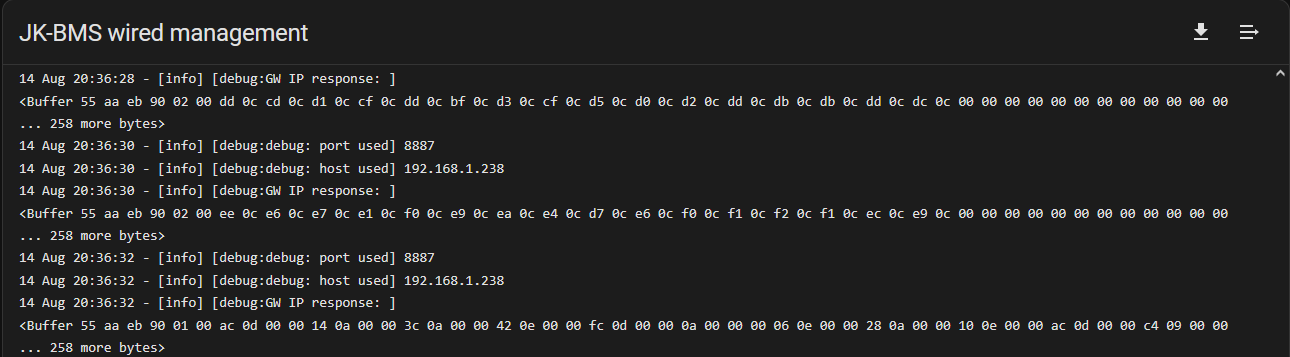 JK-BMS wired management
14 Aug 20:36:28 - [info] [debug:GW IP response: ]
<Buffer 55 aa eb 90 02 00 dd 0c cd 0c d1 0c cf 0c dd 0c bf 0c d3 0c cf 0c d5 0c d0 0c d2 0c dd 0c db 0c db 0c dd 0c dc 0c 00 00 00 00 00 00 00 00 00 00 00 00
... 258 more bytes>
14 Aug 20:36:30 - [info] [debug:debug: port used] 8887
14 Aug 20:36:30 - [info] [debug:debug: host used] 192.168.1.238
14 Aug 20:36:30 - [info] [debug:GW IP response: ]
<Buffer 55 aa eb 90 02 00 ee 0c e6 0c e7 0c e1 0c f0 0c e9 0c ea 0c e4 0c d7 0c e6 0c f0 0c f1 0c f2 0c f1 0c ec 0c e9 0c 00 00 00 00 00 00 00 00 00 00 00 00
... 258 more bytes>
14 Aug 20:36:32 - [info] [debug:debug: port used] 8887
14 Aug 20:36:32 - [info] [debug:debug: host used] 192.168.1.238
14 Aug 20:36:32 - [info] [debug:GW IP response: ]
<Buffer 55 aa eb 90 01 00 ac 0d 00 00 14 0a 00 00 3c 0a 00 00 42 0e 00 00 fc 0d 00 00 0a 00 00 00 06 0e 00 00 28 0a 00 00 10 0e 00 00 ac 0d 00 00 c4 09 00 00
... 258 more bytes>